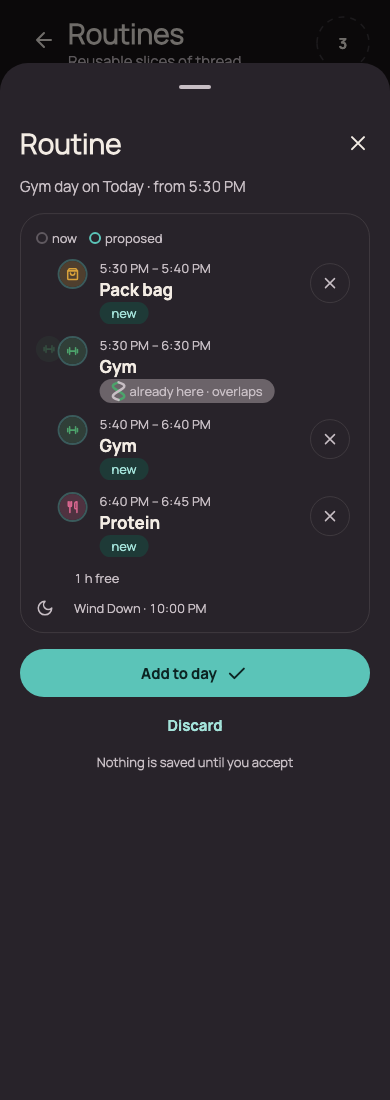 Routines
Reusable slices of thread
3
Routine
Gym day on Today · from 5:30 PM
now
proposed
5:30 PM – 5:40 PM
Pack bag
new
5:30 PM – 6:30 PM
Gym
already here · overlaps
5:40 PM – 6:40 PM
Gym
new
6:40 PM – 6:45 PM
Protein
new
1 h free
Wind Down · 10:00 PM
Add to day
Discard
Nothing is saved until you accept